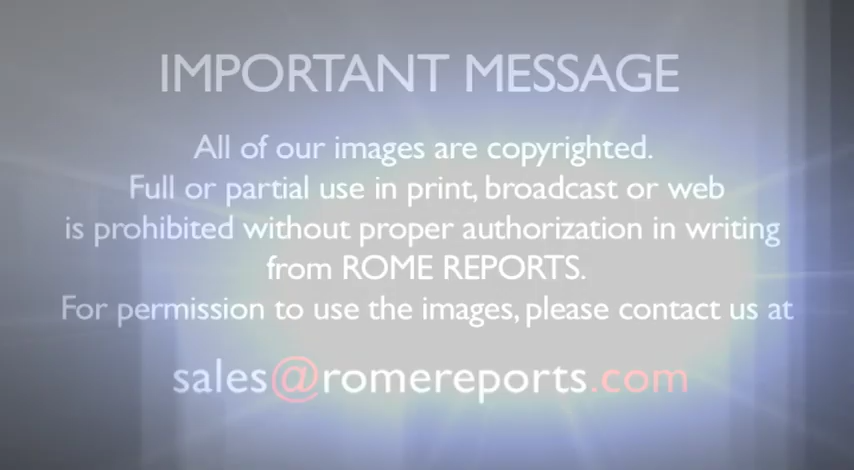 IMPORTANT MESSAGE
All of our images are copyrighted.
Full or partial use in print, broadcast or web
is prohibited without proper authorization in writing
from ROME REPORTS.
For permission to use the images, please contact us at
sales@romereports.com